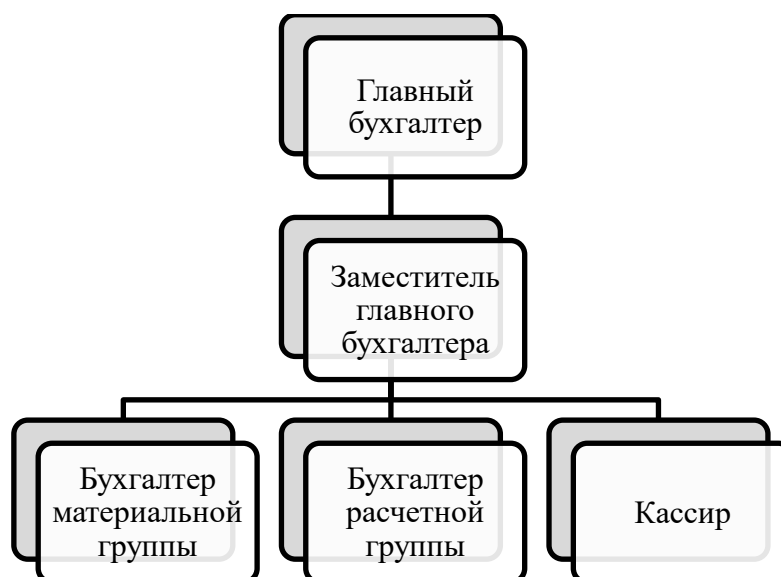 Главный
бухгалтер
Заместитель
главного
бухгалтера
Бухгалтер
материальной
группы
Бухгалтер
расчетной
группы
Кассир